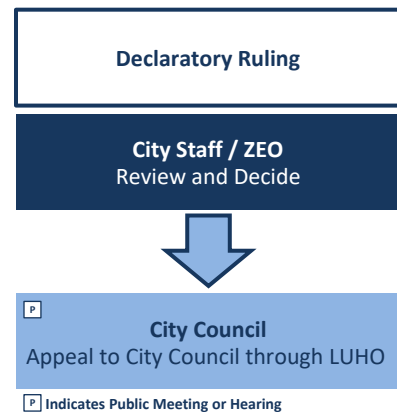 Declaratory Ruling
City Staff / ZEO
Review and Decide
P
City Council
Appeal to City Council through LUHO
P Indicates Public Meeting or Hearing